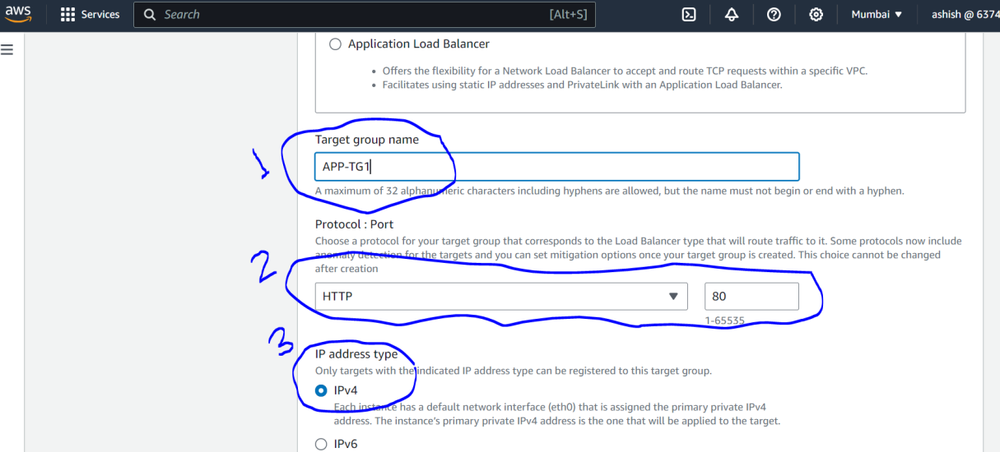 aws
Services
Search
[Alt+S]
Mumbai
ashish @ 6374
Application Load Balancer
Offers the flexibility for a Network Load Balancer to accept and route TCP requests within a specific VPC.
Facilitates using static IP addresses and PrivateLink with an Application Load Balancer.
1
Target group name
APP-TG1
A maximum of 32 alphanumeric characters including hyphens are allowed, but the name must not begin or end with a hyphen.
Protocol : Port
Choose a protocol for your target group that corresponds to the Load Balancer type that will route traffic to it. Some protocols now include
anomaly detection for the targets and you can set mitigation options once your target group is created. This choice cannot be changed
after creation
2
HTTP
80
1-65535
3
IP address type
Only targets with the indicated IP address type can be registered to this target group.
IPv4
Each instance has a default network interface (eth0) that is assigned the primary private IPv4
address. The instance's primary private IPv4 address is the one that will be applied to the target.
IPv6